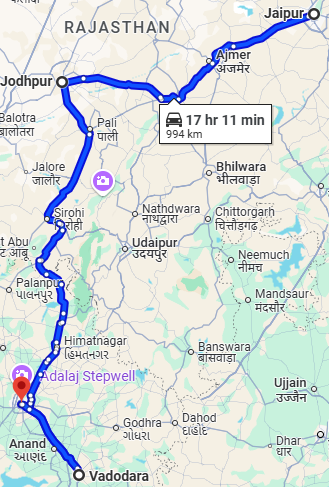 Jaipur
RAJASTHAN
Ajmer
अजमेर
Jodhpur
17 hr 11 min
994 km
Balotra
बालोतरा
Pali
पाली
Jalore
जालौर
Bhilwara
भीलवाड़ा
Nathdwara
नाथद्वारा
Sirohi
रोही
Chittorgarh
चित्तौड़गढ़
Udaipur
उदयपुर
t Abu
Neemuch
नीमच
Palanpur
પાલનપુર
Mandsaur
मंदसौर
Himatnagar
હિંમતનગર
Banswara
बांसवाड़ा
Adalaj Stepwell
Ujjain
उज्जैन
Godhra
ગોધરા
Dahod
દાહોદ
Dhar
धार
Anand
આણંદ
Vadodara